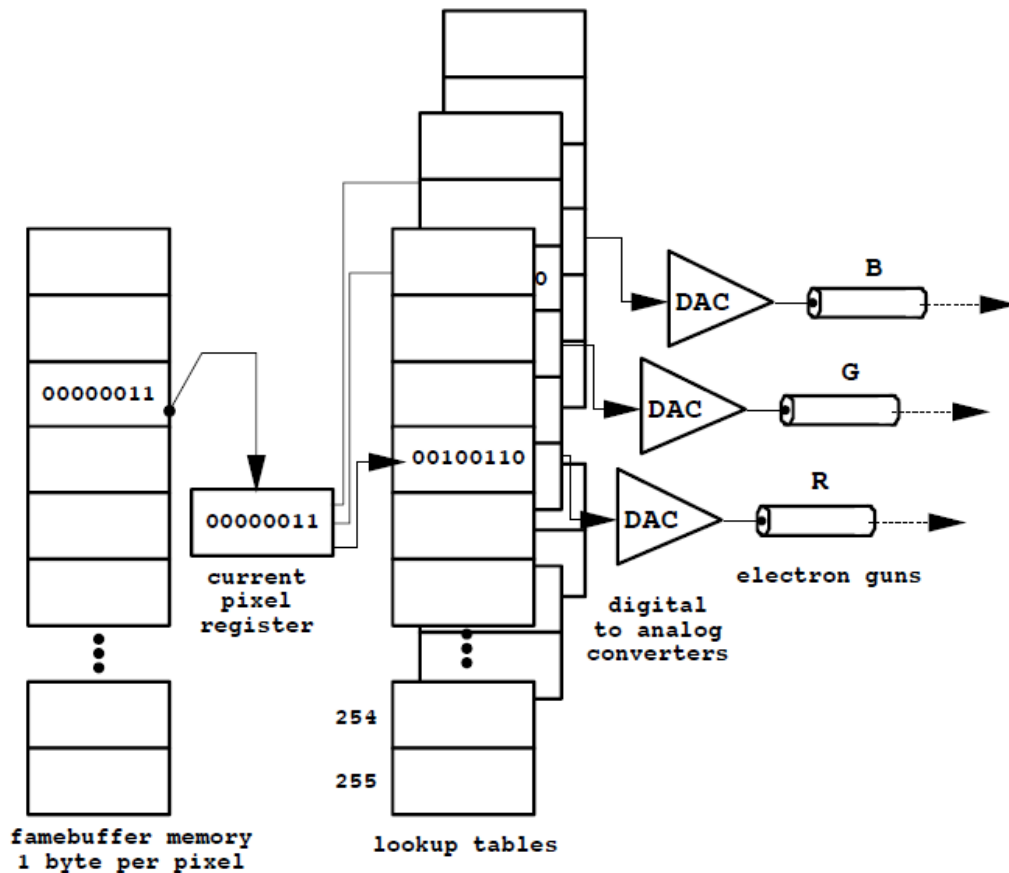 B
DAC
0
G
DAC
00000011
00100110
R
00000011
DAC
current
pixel
register
electron guns
digital
to analog
converters
254
255
famebuffer memory
1 byte per pixel
lookup tables